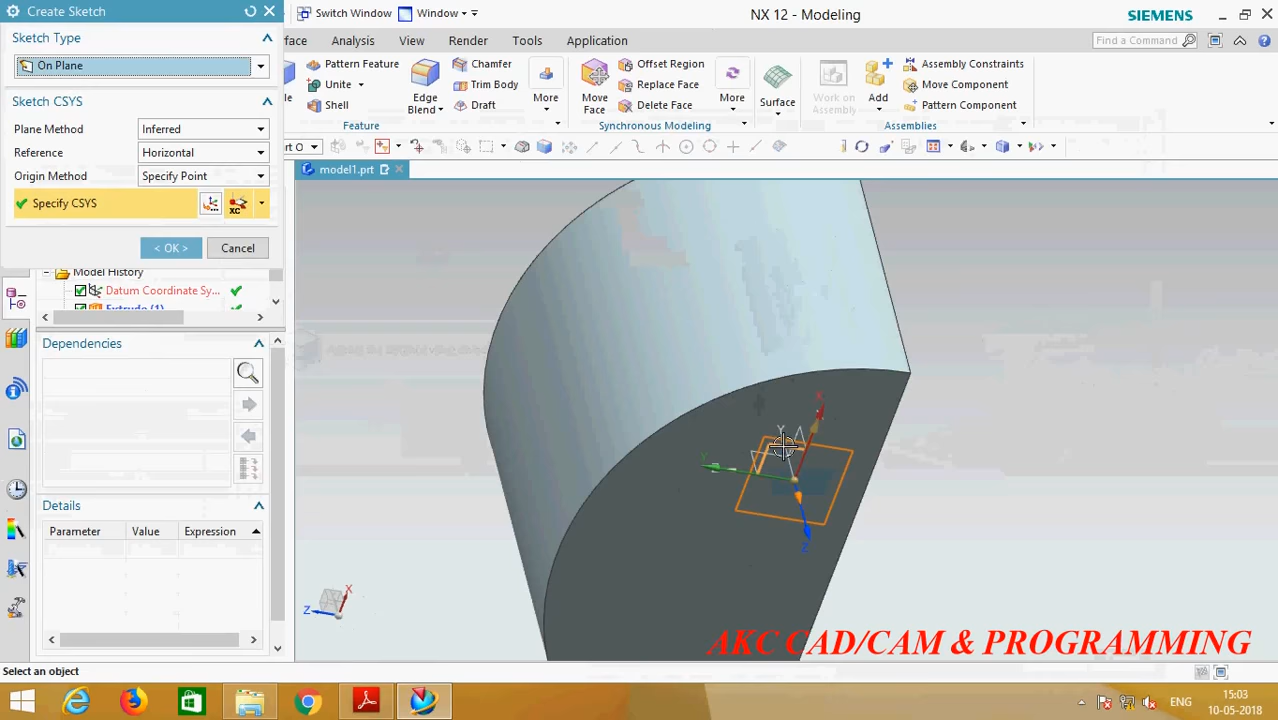 Create Sketch
Switch Window
Window
NX 12 - Modeling
SIEMENS
Sketch Type
face
Analysis
View
Render
Tools
Application
Find a Command
On Plane
Pattern Feature
Chamfer
Offset Region
Assembly Constraints
Unite
Trim Body
Replace Face
Move Component
Shell
Draft
Delete Face
Pattern Component
Edge
Blend
More
Move
Face
More
Surface
Work on
Assembly
Add
Feature
Synchronous Modeling
Assemblies
Sketch CSYS
Plane Method
Inferred
Reference
Horizontal
Origin Method
Specify Point
Specify CSYS
XC
< OK >
Cancel
model1.prt
Model History
Datum Coordinate Sy...
Extrude (1)
Dependencies
Details
Parameter
Value
Expression
X
Y
Y
Z
X
Z
AKC CAD/CAM & PROGRAMMING
Select an object
ENG
15:03
10-05-2018